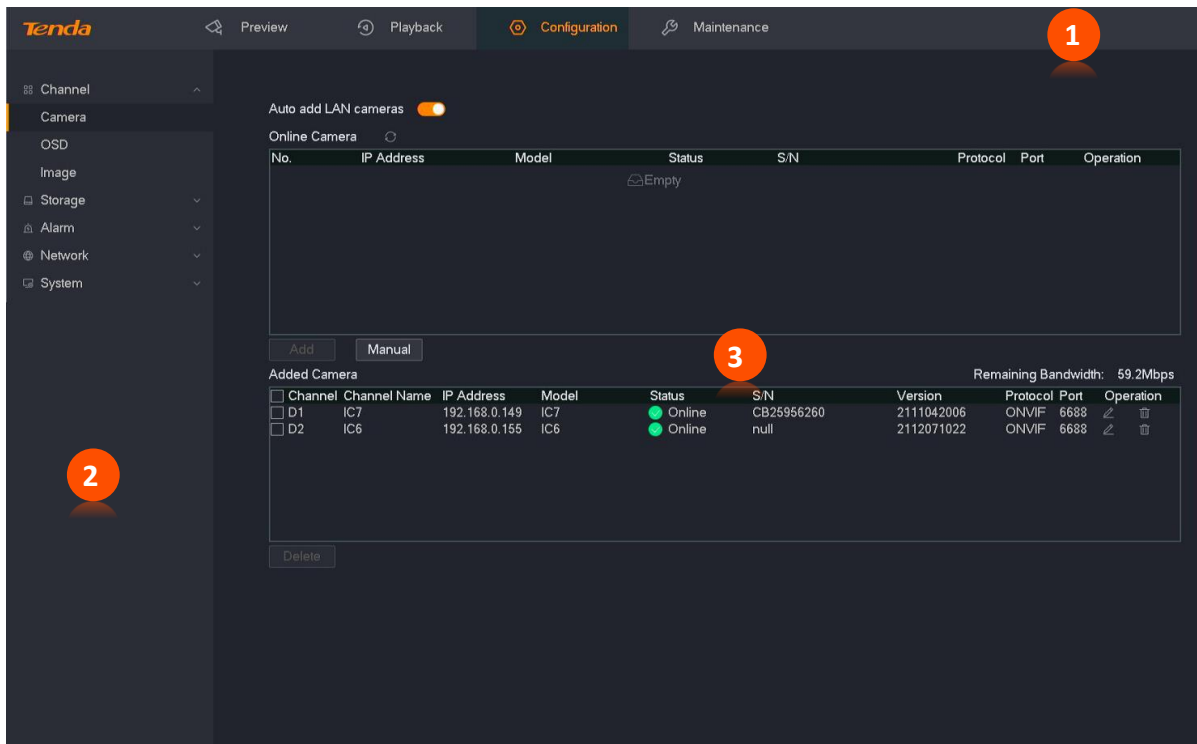 Tenda Preview Playback Configuration Maintenance 1
Channel
Camera
OSD
Image
Storage
Alarm
Network
System
2
Auto add LAN cameras
Online Camera
No. IP Address Model Status S/N Protocol Port Operation
Empty
Add Manual
3
Added Camera Remaining Bandwidth: 59.2Mbps
Channel Channel Name IP Address Model Status S/N Version Protocol Port Operation
D1 IC7 192.168.0.149 IC7 Online CB25956260 2111042006 ONVIF 6688
D2 IC6 192.168.0.155 IC6 Online null 2112071022 ONVIF 6688
Delete